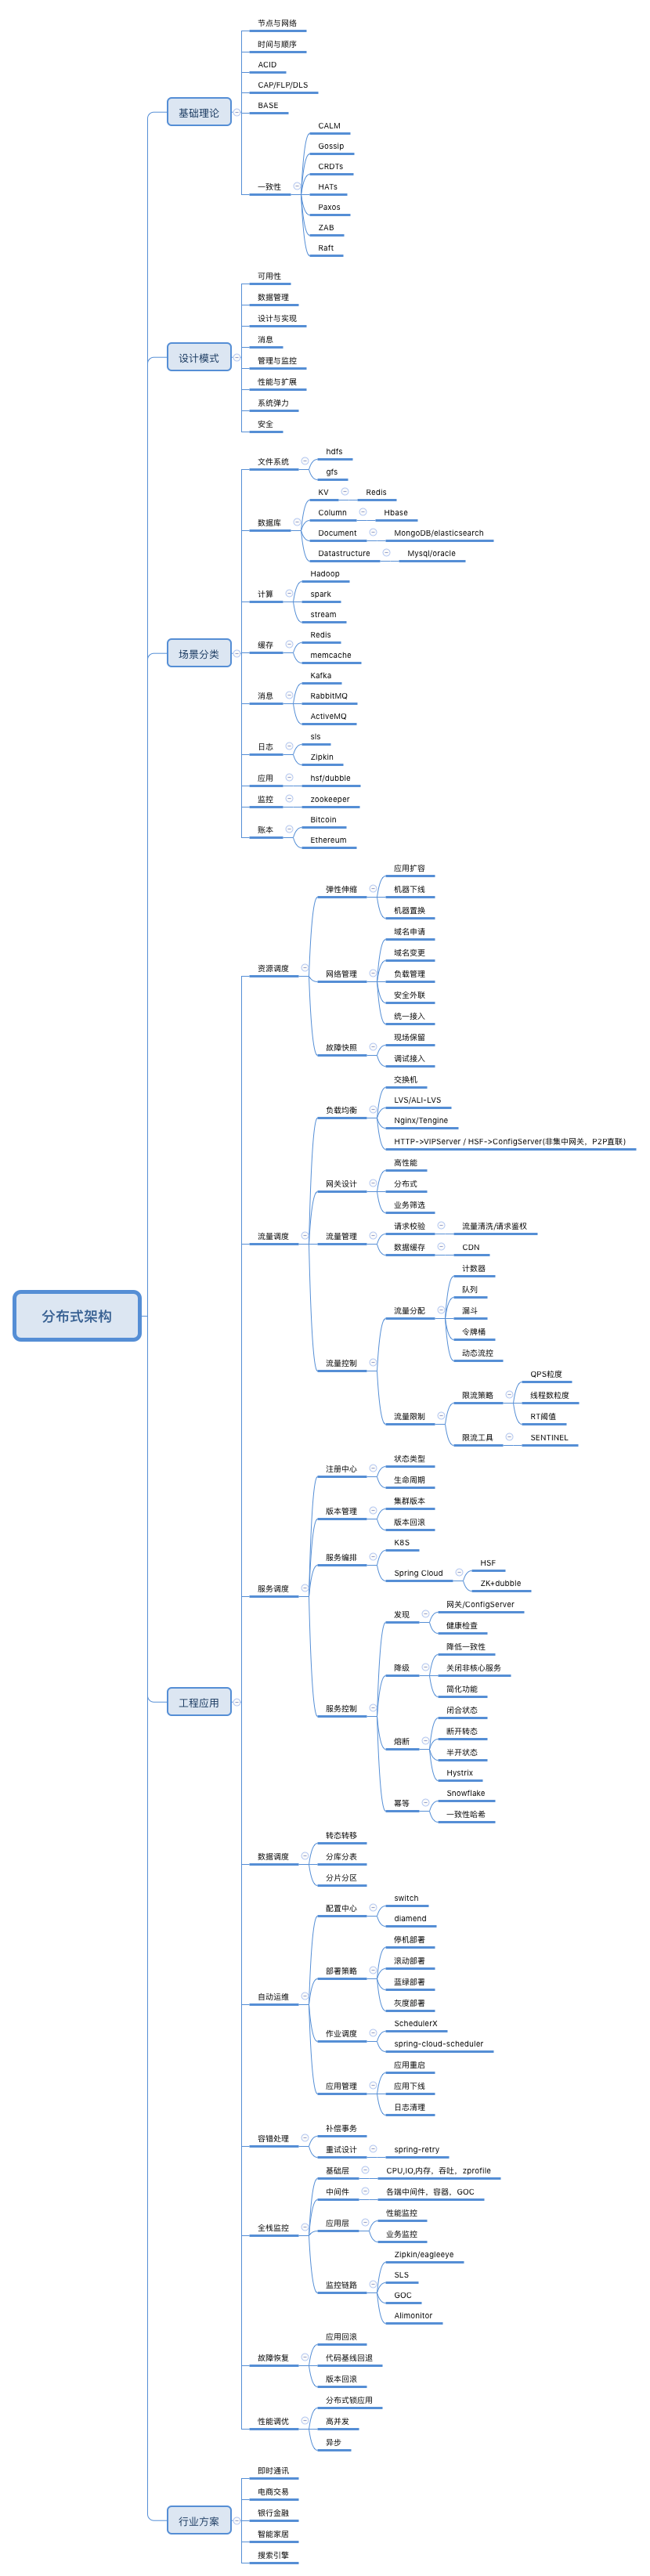 分布式架构
基础理论
节点与网络
时间与顺序
ACID
CAP/FLP/DLS
BASE
一致性
CALM
Gossip
CRDTs
HATs
Paxos
ZAB
Raft
设计模式
可用性
数据管理
设计与实现
消息
管理与监控
性能与扩展
系统弹力
安全
场景分类
文件系统
hdfs
gfs
数据库
KV
Redis
Column
Hbase
Document
MongoDB/elasticsearch
Datastructure
Mysql/oracle
计算
Hadoop
spark
stream
缓存
Redis
memcache
消息
Kafka
RabbitMQ
ActiveMQ
日志
sls
Zipkin
应用
hsf/dubble
监控
zookeeper
账本
Bitcoin
Ethereum
工程应用
资源调度
弹性伸缩
应用扩容
机器下线
机器置换
网络管理
域名申请
域名变更
负载管理
安全外联
统一接入
故障快照
现场保留
调试接入
流量调度
负载均衡
交换机
LVS/ALI-LVS
Nginx/Tengine
HTTP->VIPServer / HSF->ConfigServer(非集中网关，P2P直联)
网关设计
高性能
分布式
业务筛选
流量管理
请求校验
流量清洗/请求鉴权
数据缓存
CDN
流量控制
流量分配
计数器
队列
漏斗
令牌桶
动态流控
流量限制
限流策略
QPS粒度
线程数粒度
RT阈值
限流工具
SENTINEL
服务调度
注册中心
状态类型
生命周期
版本管理
集群版本
版本回滚
服务编排
K8S
Spring Cloud
HSF
ZK+dubble
服务控制
发现
网关/ConfigServer
健康检查
降级
降低一致性
关闭非核心服务
简化功能
熔断
闭合状态
断开转态
半开状态
Hystrix
幂等
Snowflake
一致性哈希
数据调度
转态转移
分库分表
分片分区
自动运维
配置中心
switch
diamend
部署策略
停机部署
滚动部署
蓝绿部署
灰度部署
作业调度
SchedulerX
spring-cloud-scheduler
应用管理
应用重启
应用下线
日志清理
容错处理
补偿事务
重试设计
spring-retry
全栈监控
基础层
CPU,IO,内存，吞吐，zprofile
中间件
各端中间件，容器，GOC
应用层
性能监控
业务监控
监控链路
Zipkin/eagleeye
SLS
GOC
Alimonitor
故障恢复
应用回滚
代码基线回退
版本回滚
性能调优
分布式锁应用
高并发
异步
行业方案
即时通讯
电商交易
银行金融
智能家居
搜索引擎